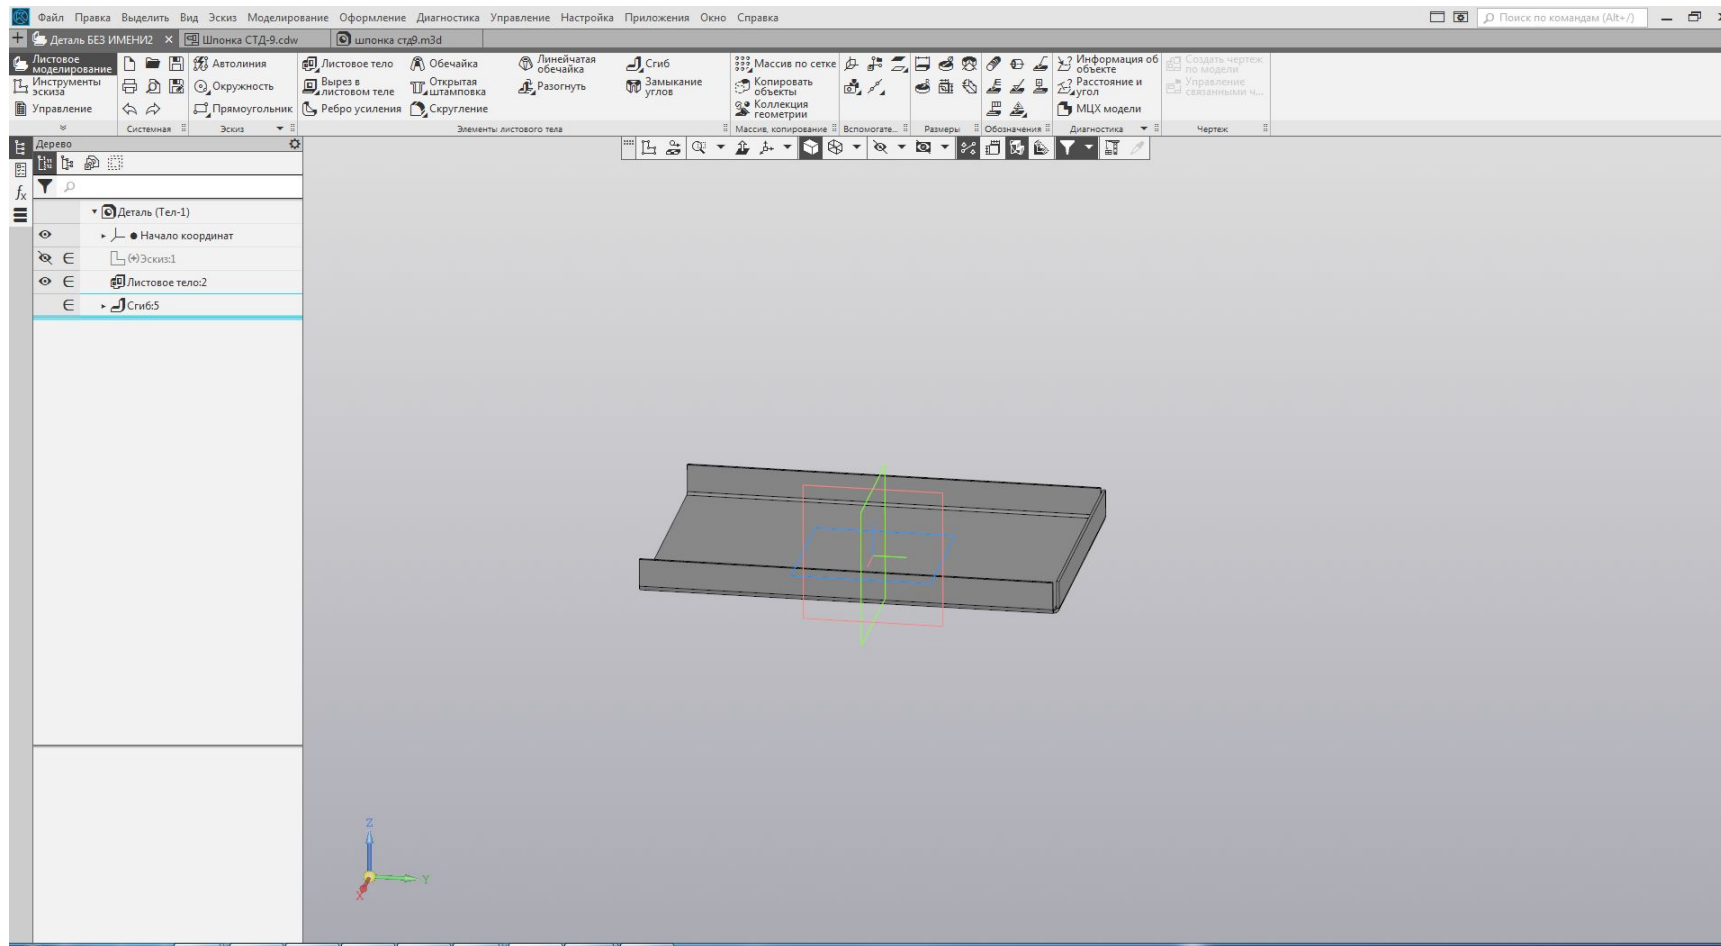 Файл Правка Выделить Вид Эскиз Моделирование Оформление Диагностика Управление Настройка Приложения Окно Справка
Поиск по командам (Alt+/)
Деталь БЕЗ ИМЕНИ2
Шпонка СТД-9.cdw
шпонка стд9.m3d
Листовое моделирование
Инструменты эскиза
Управление
Системная
Автолиния
Окружность
Прямоугольник
Эскиз
Листовое тело
Вырез в листовом теле
Ребро усиления
Обечайка
Открытая штамповка
Скругление
Линейчатая обечайка
Разогнуть
Сгиб
Замыкание углов
Элементы листового тела
Массив по сетке
Копировать объекты
Коллекция геометрии
Массив, копирование
Вспомогате...
Размеры
Обозначения
Информация об объекте
Расстояние и угол
МЦХ модели
Диагностика
Создать чертеж по модели
Управление связанными ч...
Чертеж
Дерево
Деталь (Тел-1)
Начало координат
(+)Эскиз:1
Листовое тело:2
Сгиб:5
Z
Y
X